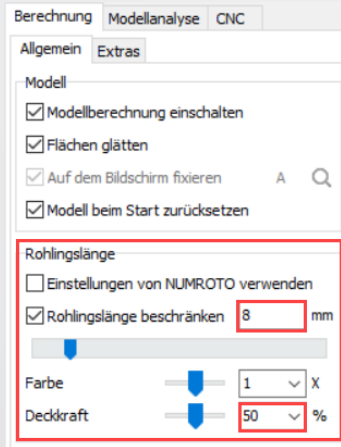 Berechnung Modellanalyse CNC
Allgemein Extras
Modell
Modellberechnung einschalten
Flächen glätten
Auf dem Bildschirm fixieren A
Modell beim Start zurücksetzen
Rohlingslänge
Einstellungen von NUMROTO verwenden
Rohlingslänge beschränken 8 mm
Farbe 1 X
Deckkraft 50 %